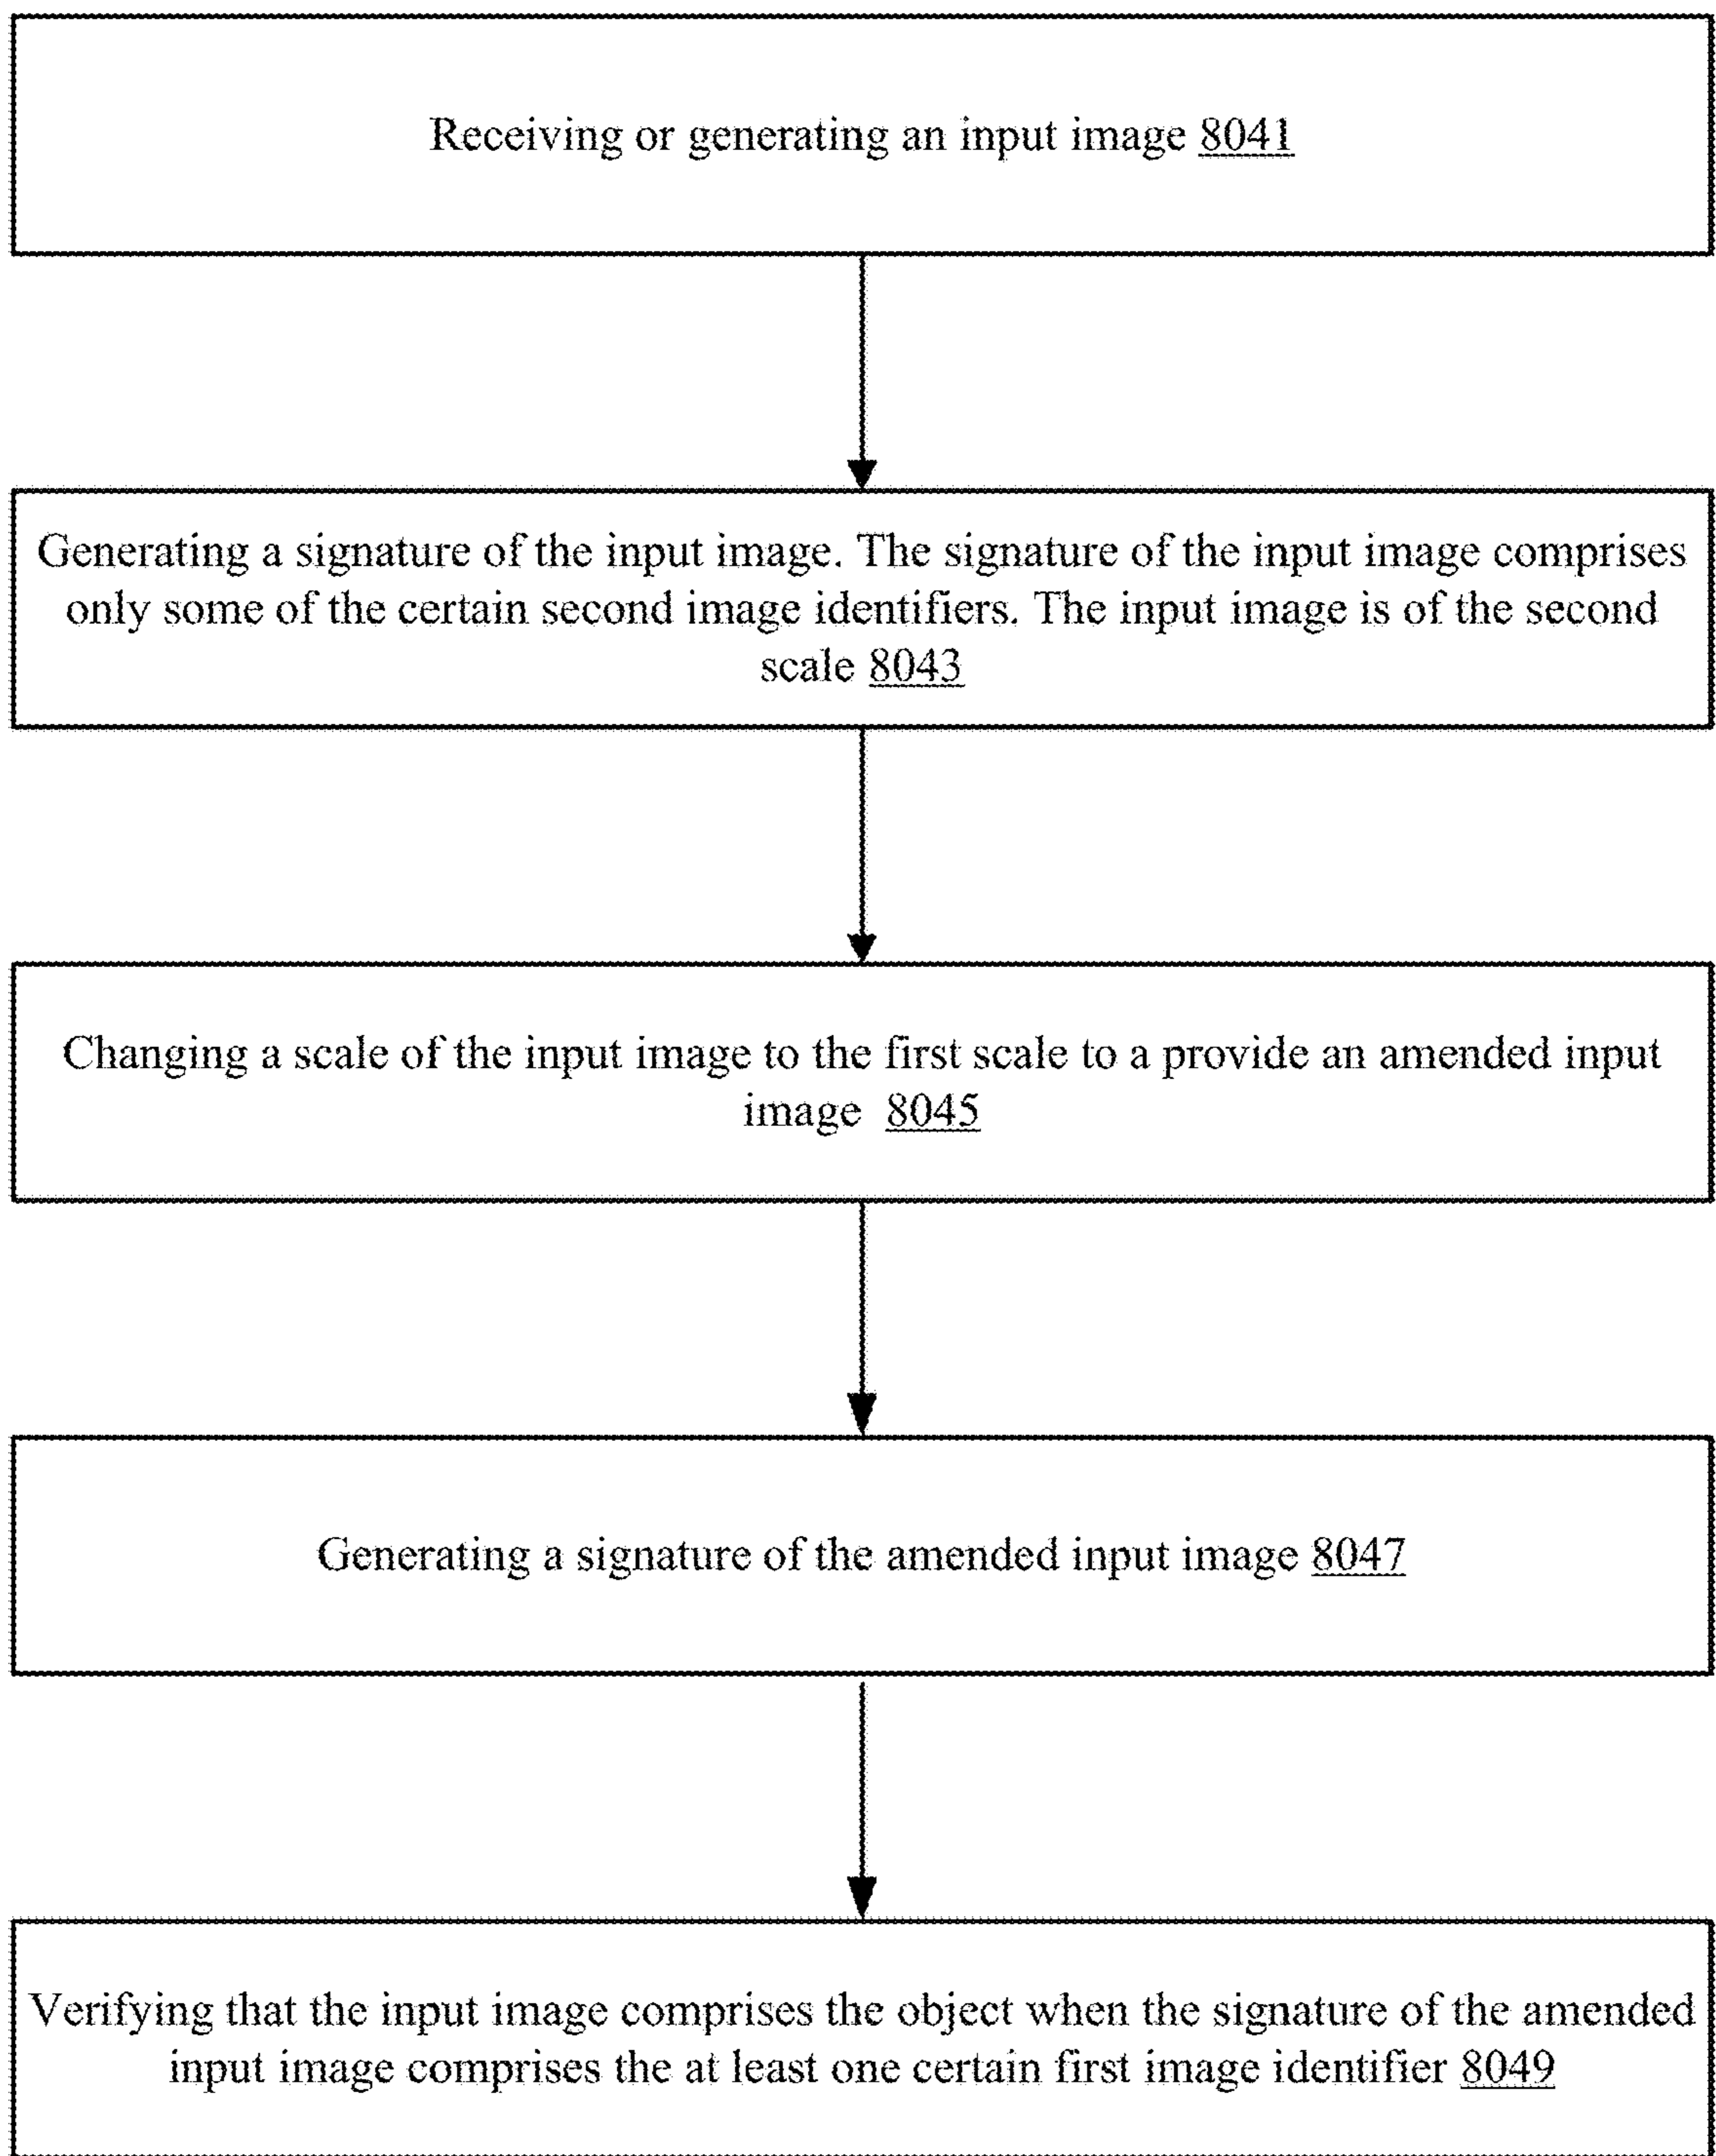 Receiving or generating an input image 8041
Generating a signature of the input image. The signature of the input image comprises
only some of the certain second image identifiers. The input image is of the second
scale 8043
Changing a scale of the input image to the first scale to a provide an amended input
image 8045
Generating a signature of the amended input image 8047
Verifying that the input image comprises the object when the signature of the amended
input image comprises the at least one certain first image identifier 8049